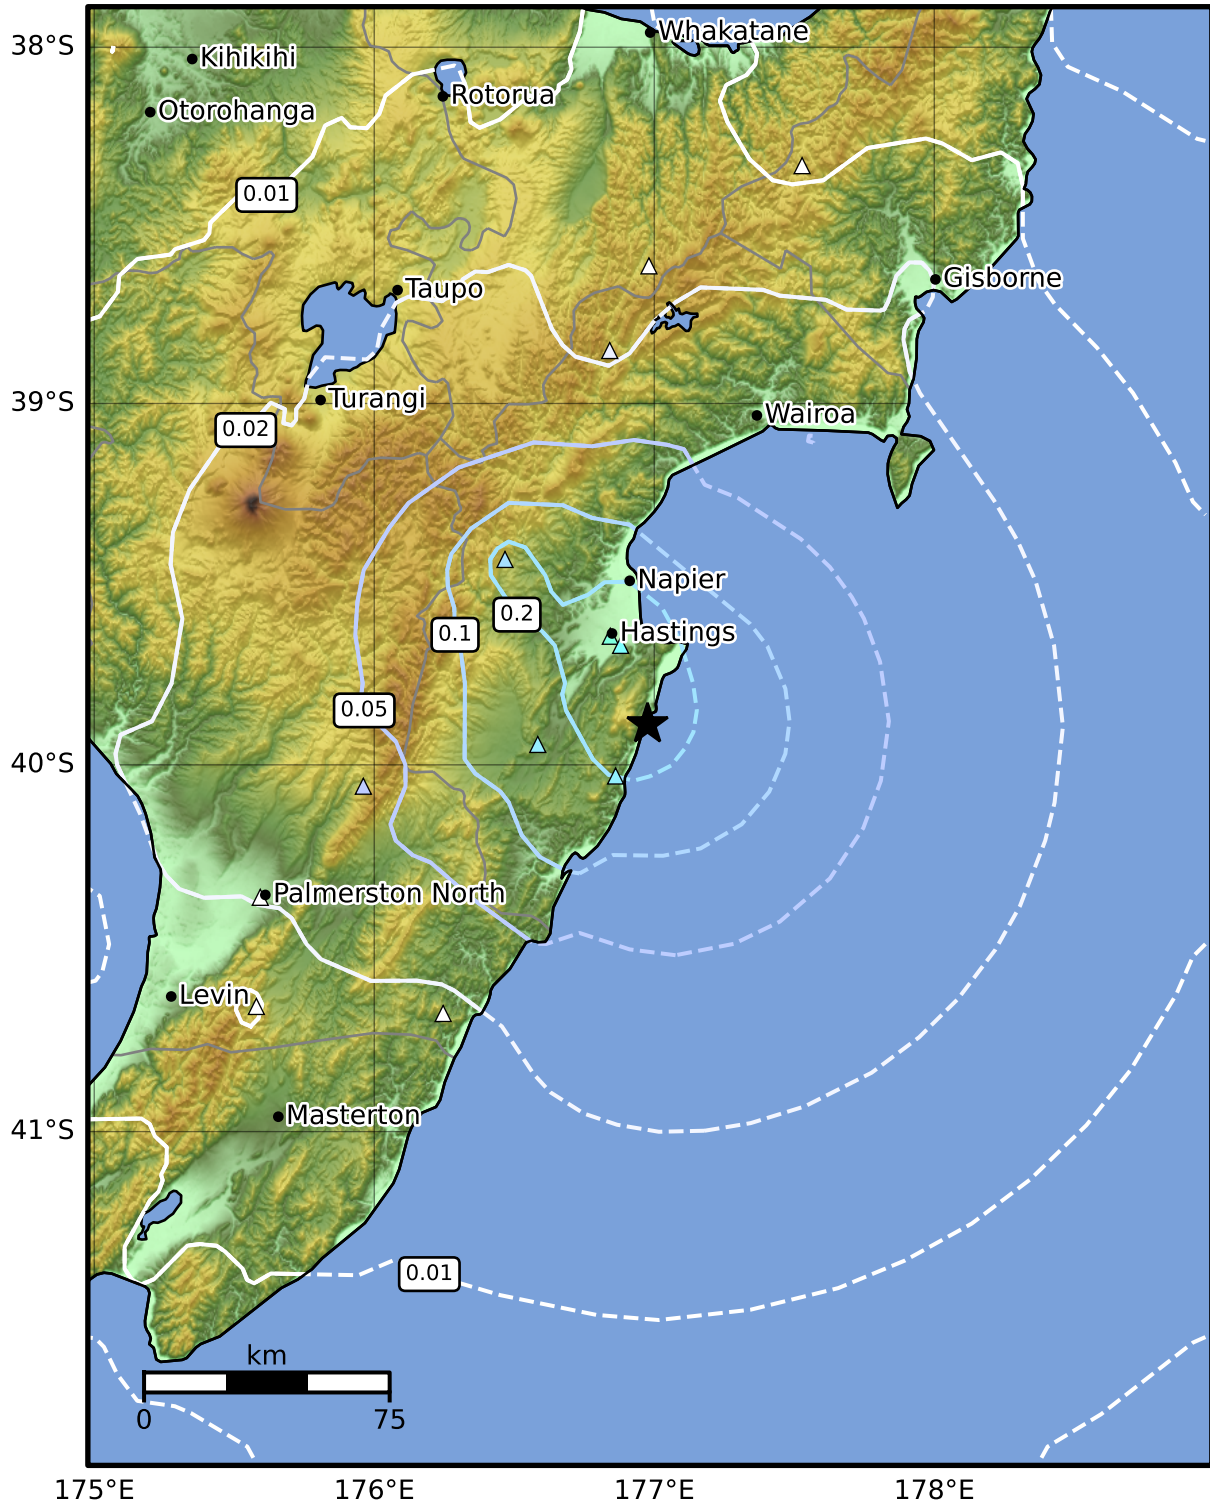 Whakatane
38°S
Kihikihi
Rotorua
Otorohanga
0.01
Gisborne
Taupo
39°S
Turangi
Wairoa
0.02
Napier
0.2
0.1
Hastings
0.05
40°S
Palmerston North
Levin
Masterton
41°S
0.01
km
0
75
175°E
176°E
177°E
178°E